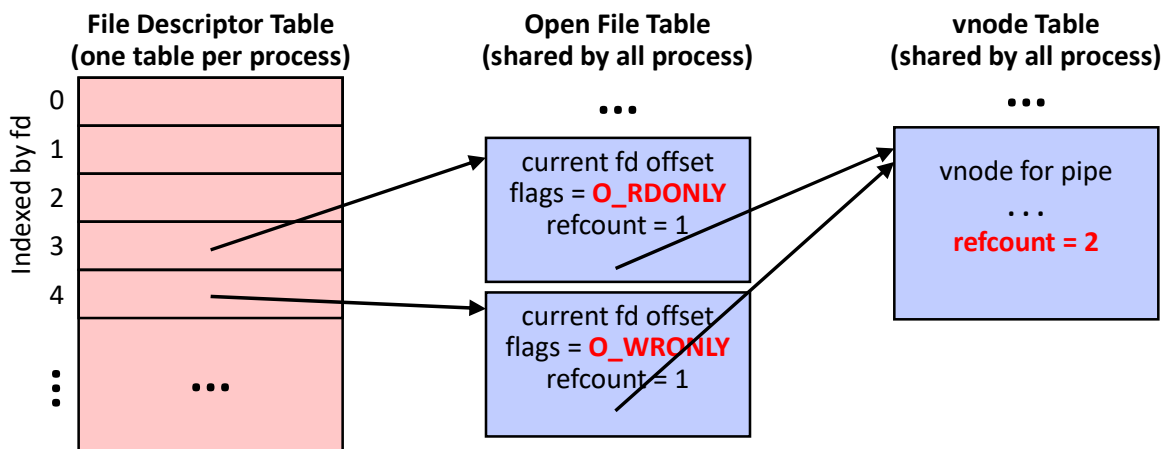 File Descriptor Table
(one table per process)
Open File Table
(shared by all process)
vnode Table
(shared by all process)
Indexed by fd
0
1
2
3
4
...
...
...
current fd offset
flags = O_RDONLY
refcount = 1
current fd offset
flags = O_WRONLY
refcount = 1
...
vnode for pipe
. . .
refcount = 2